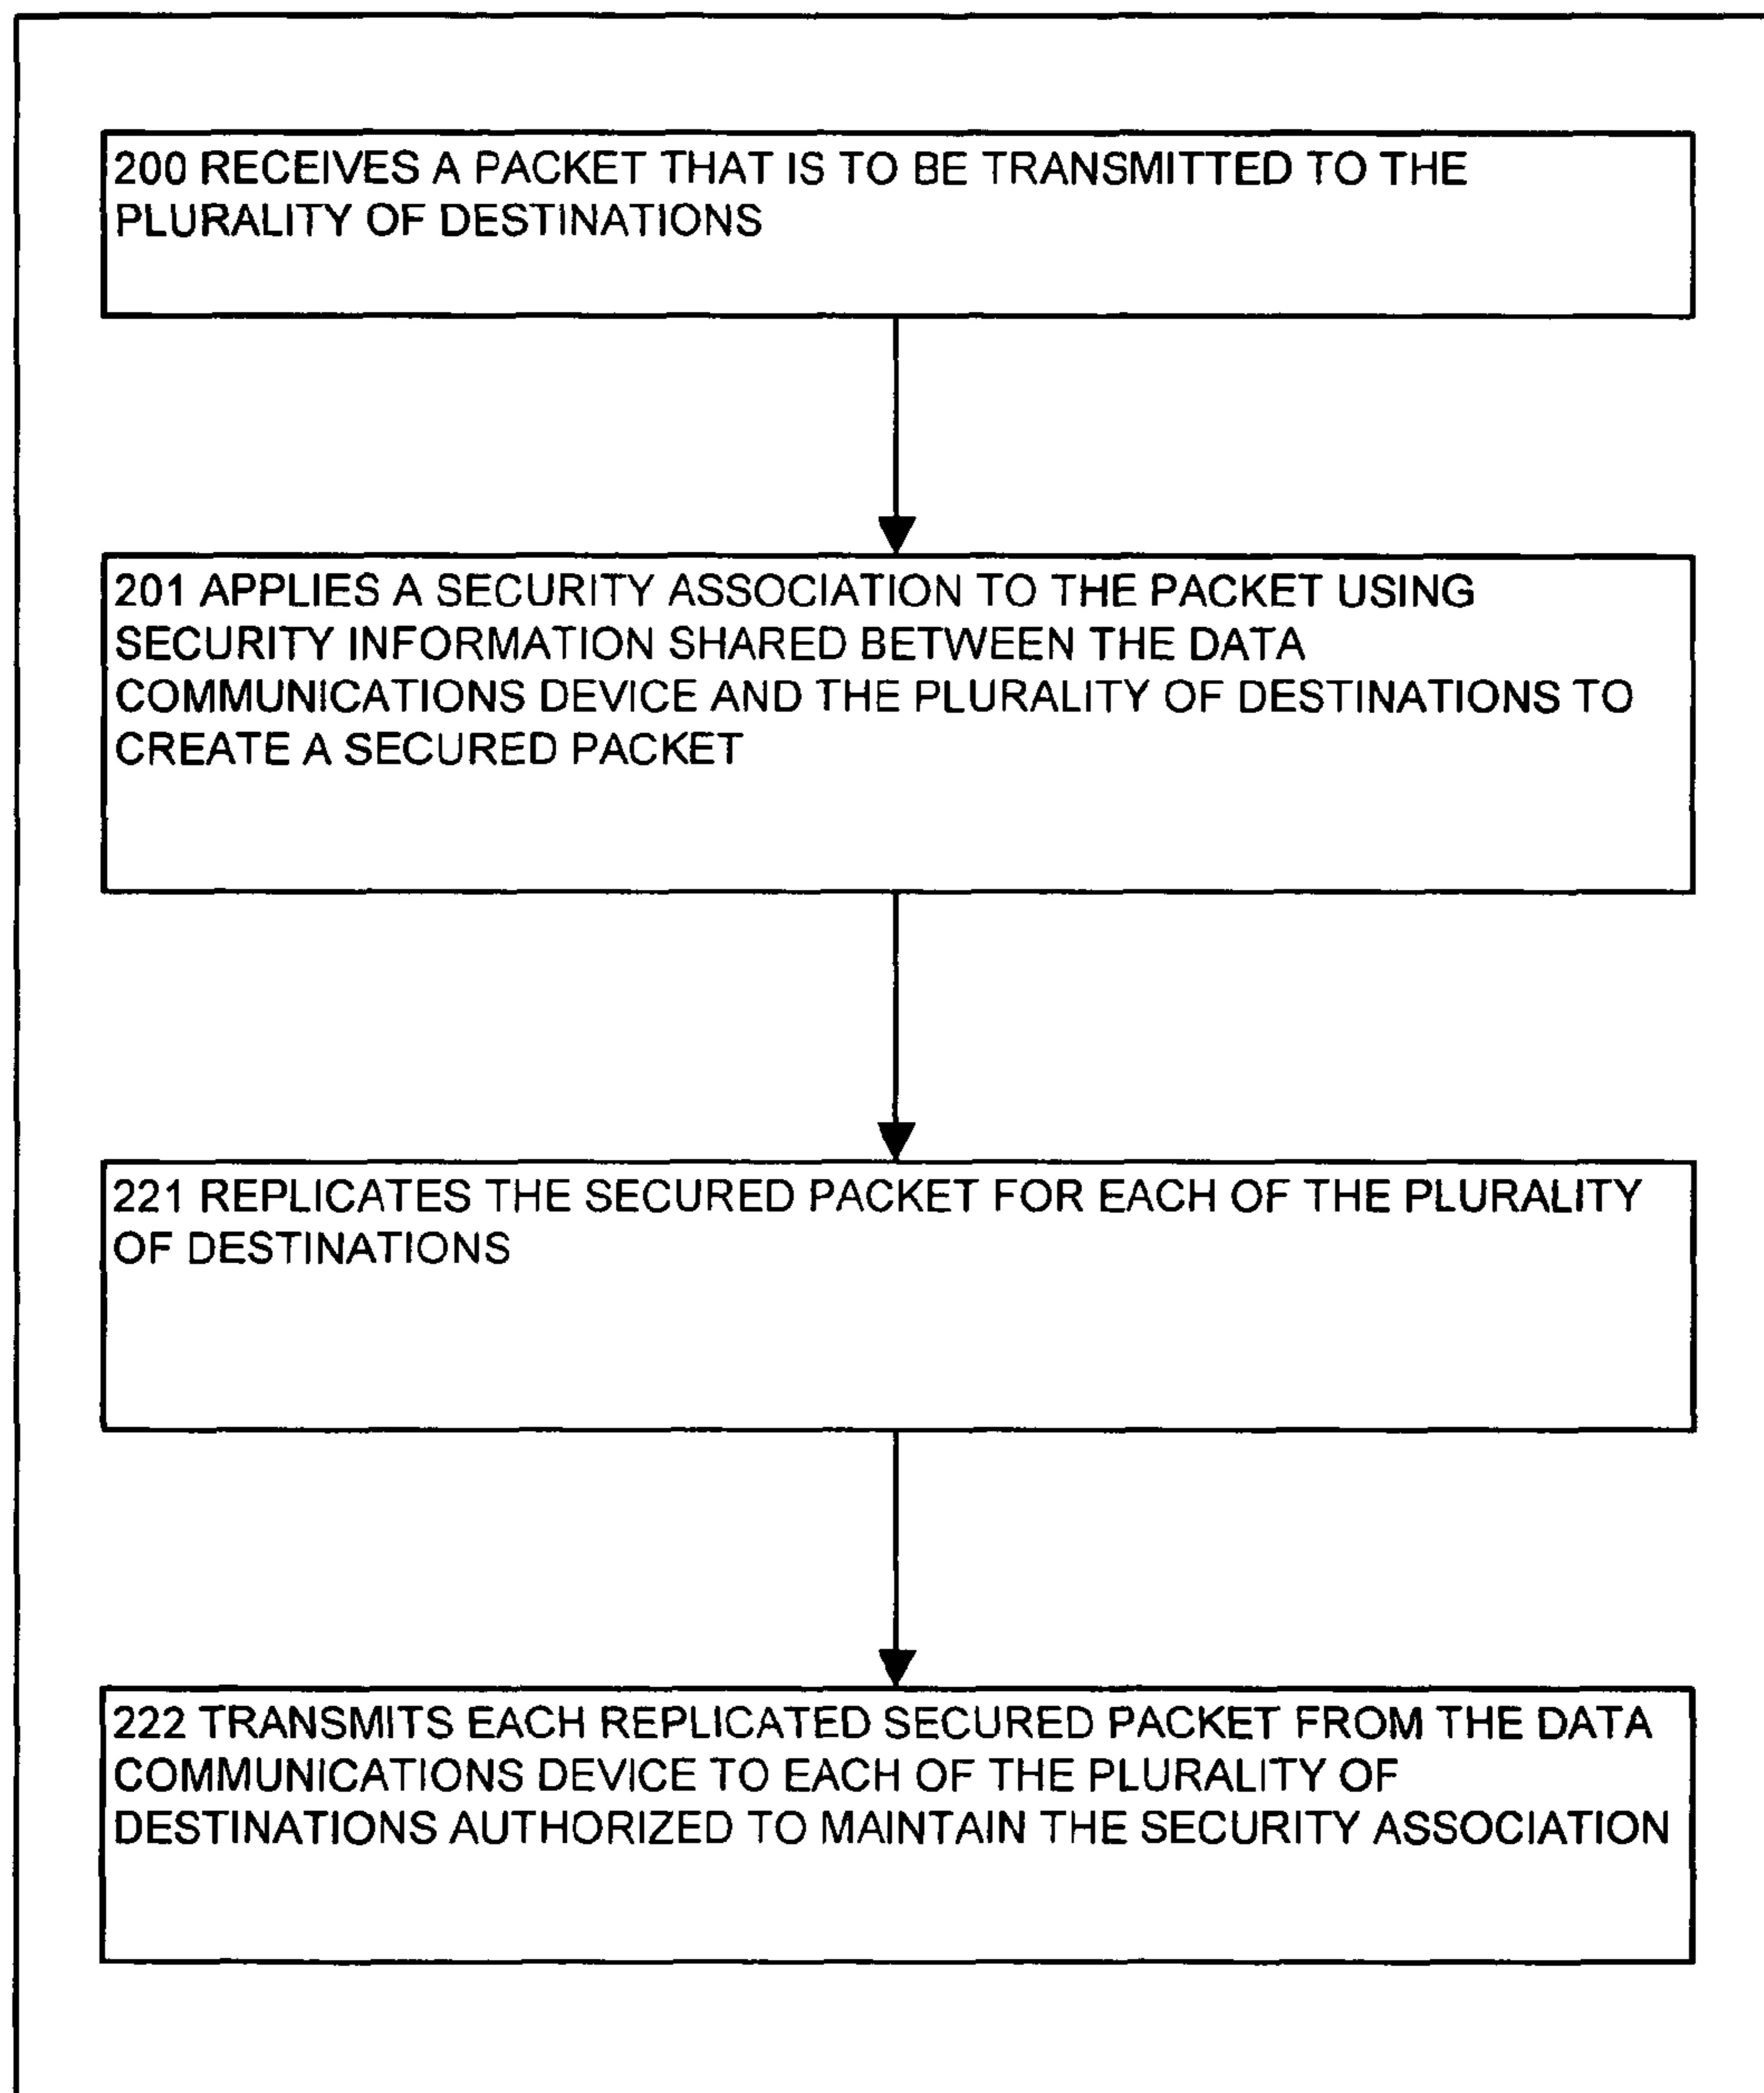 200 RECEIVES A PACKET THAT IS TO BE TRANSMITTED TO THE
PLURALITY OF DESTINATIONS
201 APPLIES A SECURITY ASSOCIATION TO THE PACKET USING
SECURITY INFORMATION SHARED BETWEEN THE DATA
COMMUNICATIONS DEVICE AND THE PLURALITY OF DESTINATIONS TO
CREATE A SECURED PACKET
221 REPLICATES THE SECURED PACKET FOR EACH OF THE PLURALITY
OF DESTINATIONS
222 TRANSMITS EACH REPLICATED SECURED PACKET FROM THE DATA
COMMUNICATIONS DEVICE TO EACH OF THE PLURALITY OF
DESTINATIONS AUTHORIZED TO MAINTAIN THE SECURITY ASSOCIATION